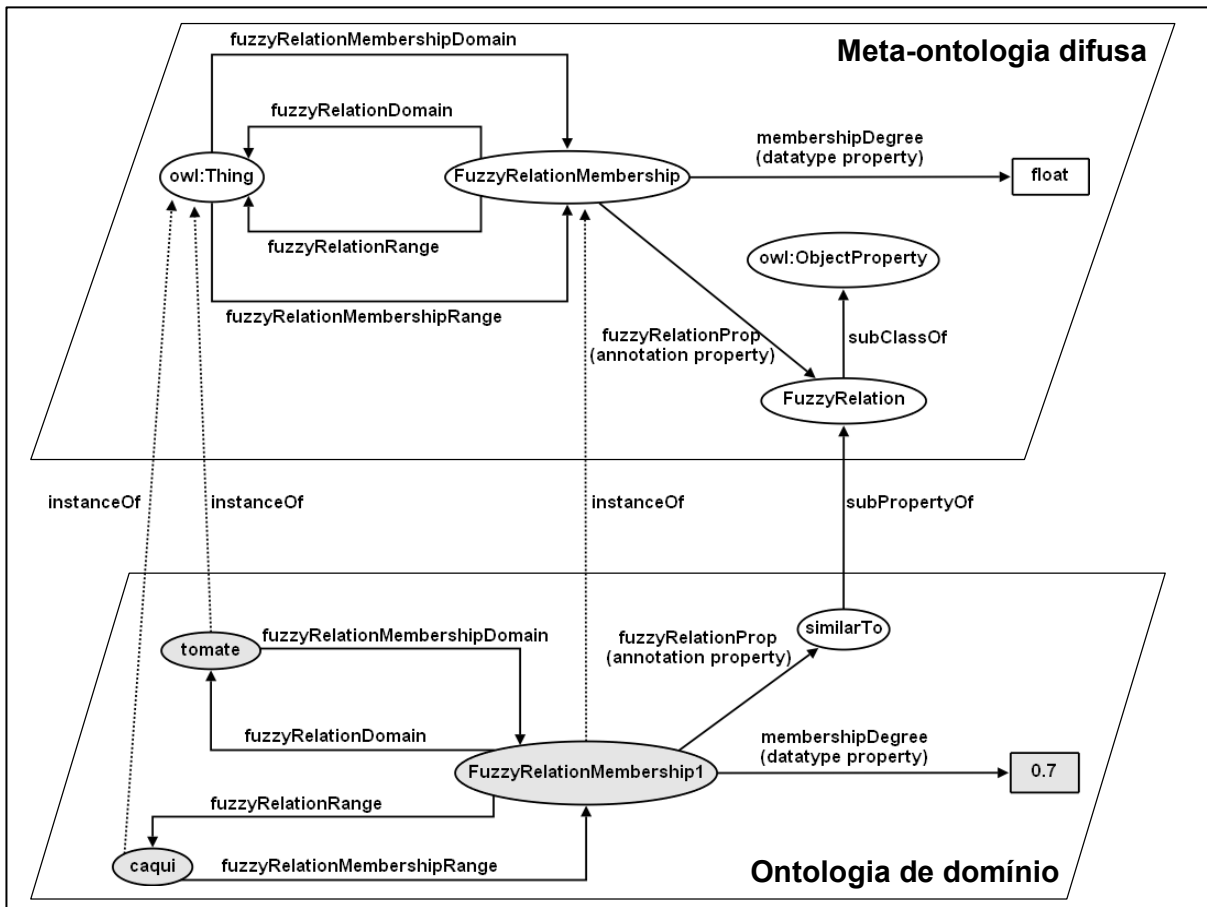 fuzzyRelationMembershipDomain
Meta-ontologia difusa
fuzzyRelationDomain
membershipDegree
(datatype property)
owl:Thing
FuzzyRelationMembership
float
fuzzyRelationRange
owl:ObjectProperty
fuzzyRelationMembershipRange
fuzzyRelationProp
(annotation property)
subClassOf
FuzzyRelation
instanceOf
instanceOf
instanceOf
subPropertyOf
fuzzyRelationMembershipDomain
tomate
similarTo
fuzzyRelationProp
(annotation property)
fuzzyRelationDomain
membershipDegree
(datatype property)
FuzzyRelationMembership1
0.7
fuzzyRelationRange
caqui
fuzzyRelationMembershipRange
Ontologia de domínio